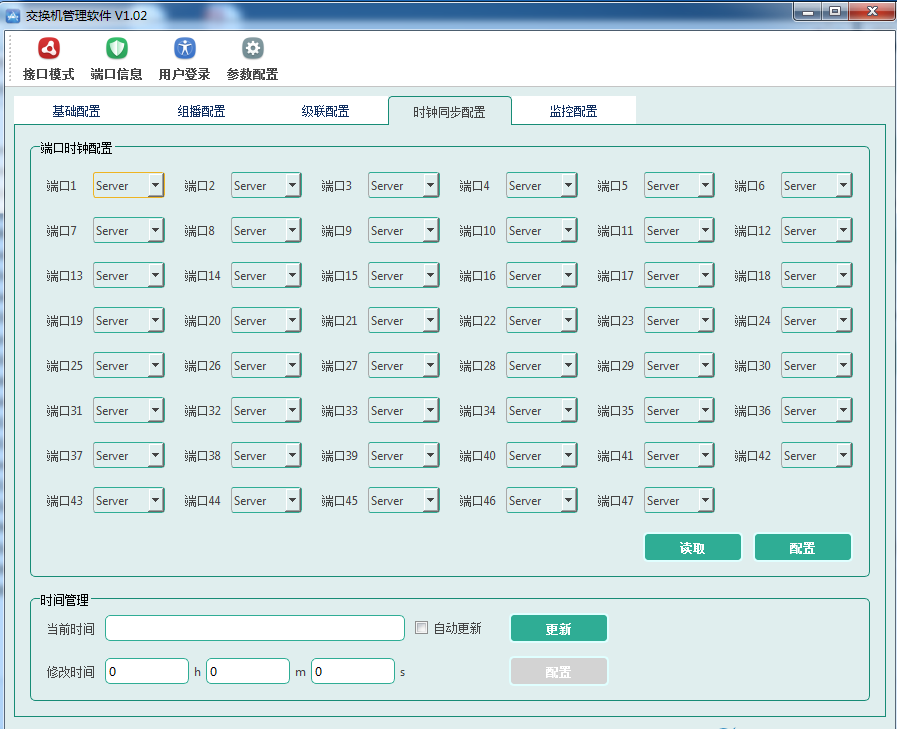 交换机管理软件 V1.02
接口模式 端口信息 用户登录 参数配置
基础配置 组播配置 级联配置 时钟同步配置 监控配置
端口时钟配置
端口1 Server 端口2 Server 端口3 Server 端口4 Server 端口5 Server 端口6 Server
端口7 Server 端口8 Server 端口9 Server 端口10 Server 端口11 Server 端口12 Server
端口13 Server 端口14 Server 端口15 Server 端口16 Server 端口17 Server 端口18 Server
端口19 Server 端口20 Server 端口21 Server 端口22 Server 端口23 Server 端口24 Server
端口25 Server 端口26 Server 端口27 Server 端口28 Server 端口29 Server 端口30 Server
端口31 Server 端口32 Server 端口33 Server 端口34 Server 端口35 Server 端口36 Server
端口37 Server 端口38 Server 端口39 Server 端口40 Server 端口41 Server 端口42 Server
端口43 Server 端口44 Server 端口45 Server 端口46 Server 端口47 Server
读取 配置
时间管理
当前时间 自动更新 更新
修改时间 0 h 0 m 0 s 配置